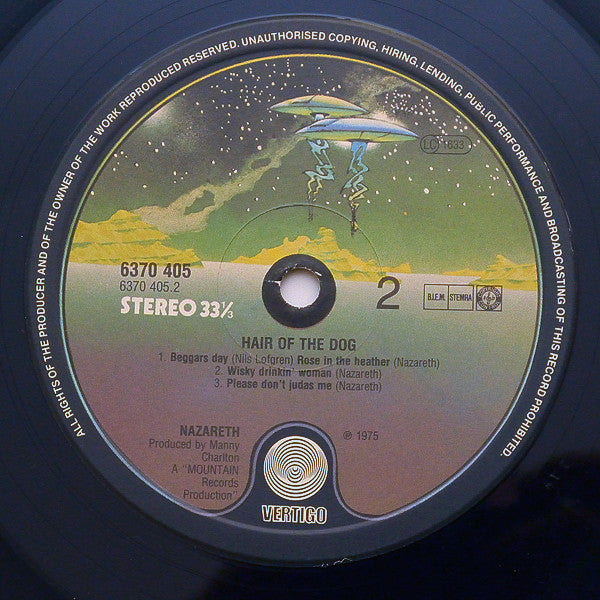 ALL RIGHTS OF THE PRODUCER AND OF THE OWNER OF THE WORK REPRODUCED RESERVED. UNAUTHORISED COPYING, HIRING, LENDING, PUBLIC PERFORMANCE AND BROADCASTING OF THIS RECORD PROHIBITED.
LC 1633
6370 405
6370 405.2
STEREO 33⅓
2
B.I.E.M. STEMRA
HAIR OF THE DOG
1. Beggars day (Nils Lofgren) Rose in the heather (Nazareth)
2. Wisky drinkin' woman (Nazareth)
3. Please don't judas me (Nazareth)
NAZARETH
Produced by Manny
Charlton
A "MOUNTAIN
Records
Production"
℗ 1975
VERTIGO